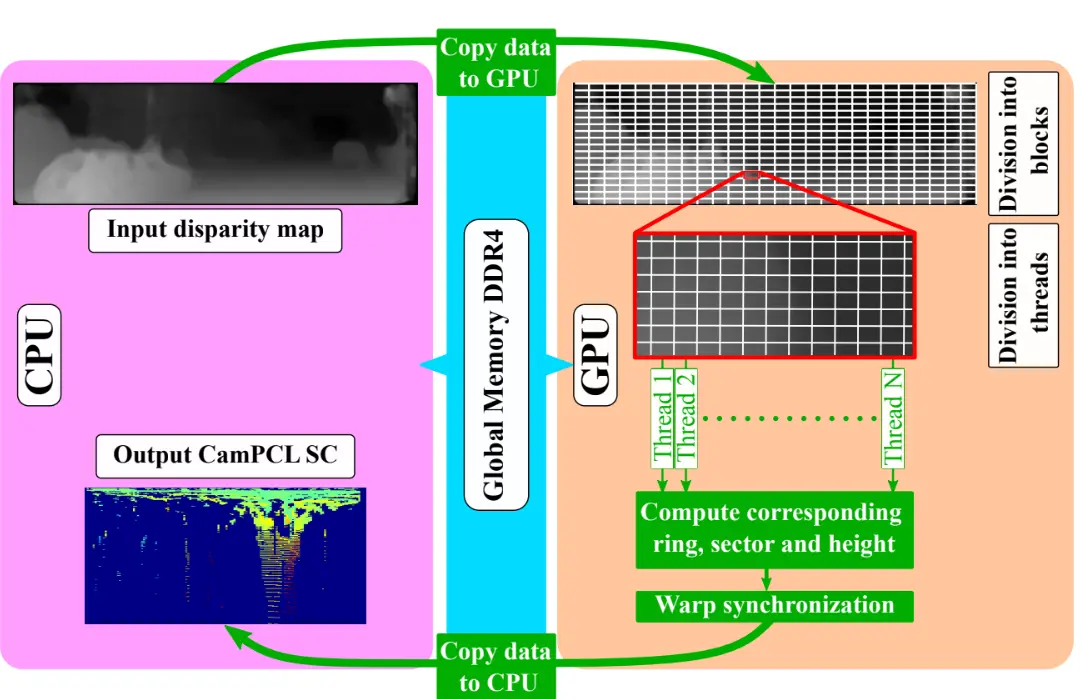 Copy data
to GPU
Input disparity map
CPU
Output CamPCL SC
Global Memory DDR4
GPU
Division into
blocks
Division into
threads
Thread 1
Thread 2
Thread N
Compute corresponding
ring, sector and height
Warp synchronization
Copy data
to CPU